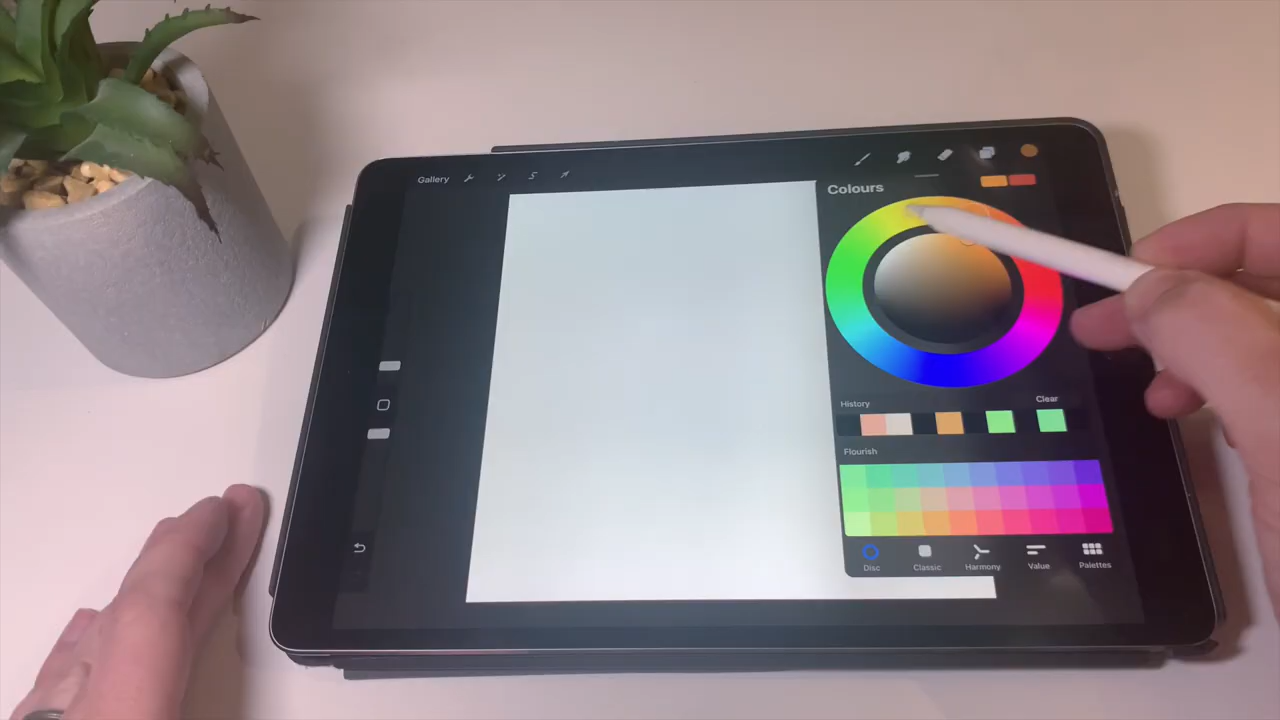 Gallery
Colours
History
Clear
Flourish
Disc
Classic
Harmony
Value
Palettes